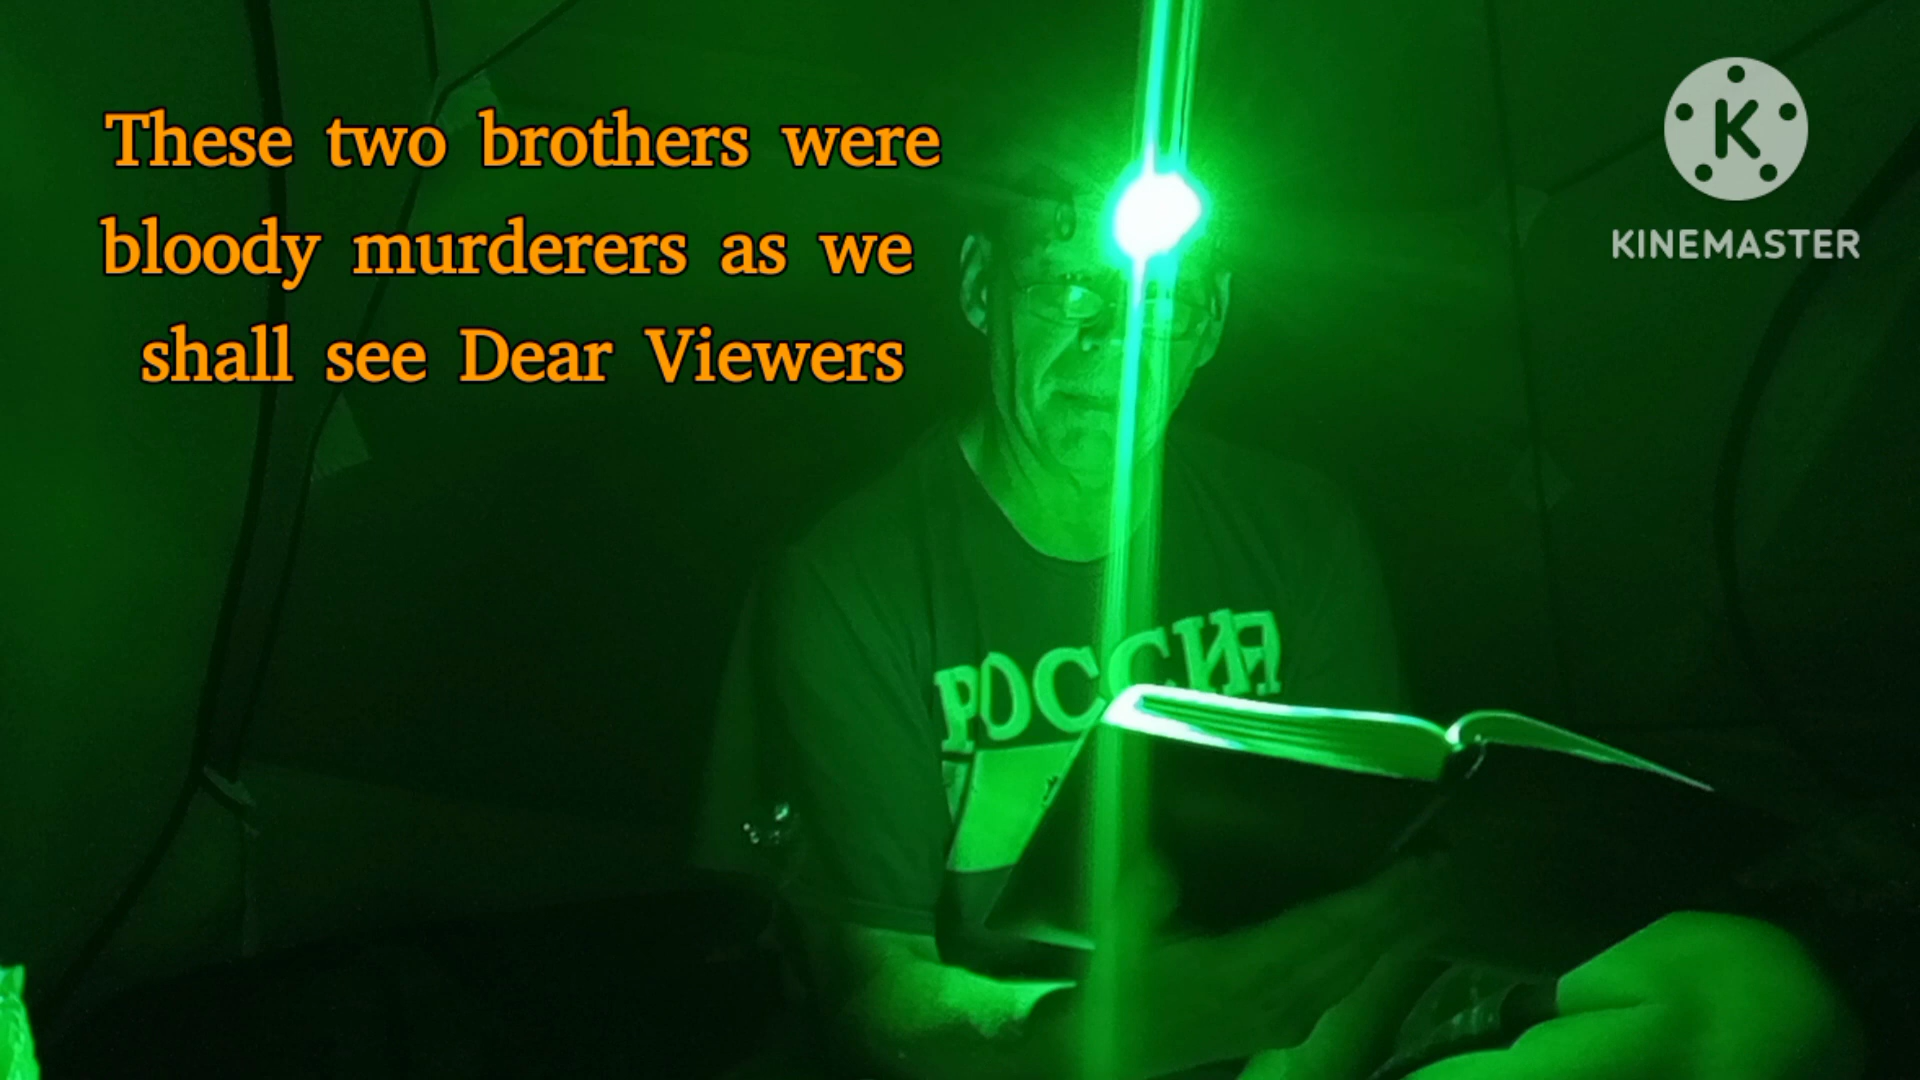 These two brothers were
bloody murderers as we
shall see Dear Viewers
K
KINEMASTER
РОССИЯ